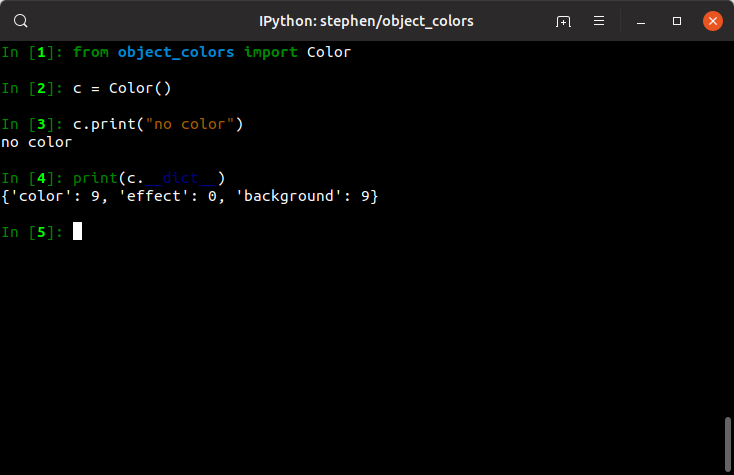 IPython: stephen/object_colors
In [1]: from object_colors import Color
In [2]: c = Color()
In [3]: c.print("no color")
no color
In [4]: print(c.__dict__)
{'color': 9, 'effect': 0, 'background': 9}
In [5]: